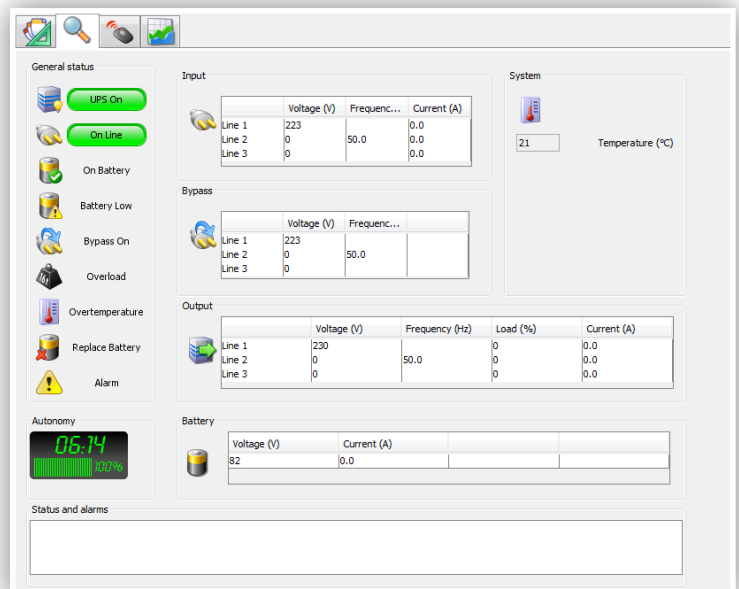 General status
UPS On
On Line
On Battery
Battery Low
Bypass On
16t
Overload
Overtemperature
Replace Battery
Alarm
Autonomy
06:14
100%
Input
Voltage (V) Frequenc... Current (A)
Line 1 223 0.0
Line 2 0 50.0 0.0
Line 3 0 0.0
Bypass
Voltage (V) Frequenc...
Line 1 223
Line 2 0 50.0
Line 3 0
System
21 Temperature (ºC)
Output
Voltage (V) Frequency (Hz) Load (%) Current (A)
Line 1 230 0 0.0
Line 2 0 50.0 0 0.0
Line 3 0 0 0.0
Battery
Voltage (V) Current (A)
82 0.0
Status and alarms